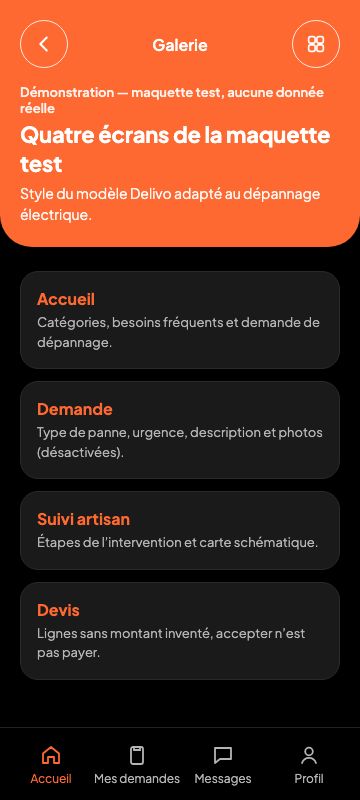 Galerie
Démonstration — maquette test, aucune donnée
réelle
Quatre écrans de la maquette
test
Style du modèle Delivo adapté au dépannage
électrique.
Accueil
Catégories, besoins fréquents et demande de
dépannage.
Demande
Type de panne, urgence, description et photos
(désactivées).
Suivi artisan
Étapes de l’intervention et carte schématique.
Devis
Lignes sans montant inventé, accepter n’est
pas payer.
Accueil
Mes demandes
Messages
Profil